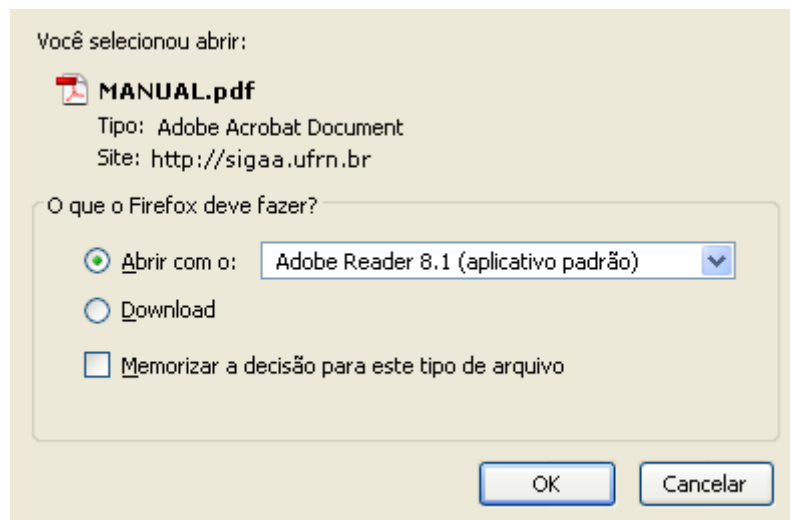 Você selecionou abrir:
MANUAL.pdf
Tipo: Adobe Acrobat Document
Site: http://sigaa.ufrn.br
O que o Firefox deve fazer?
Abrir com o: Adobe Reader 8.1 (aplicativo padrão)
Download
Memorizar a decisão para este tipo de arquivo
OK Cancelar